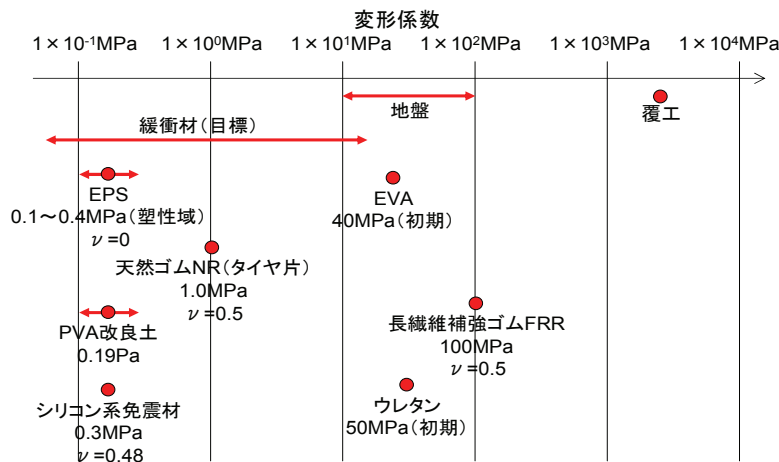 変形係数
1×10⁻¹MPa 1×10⁰MPa 1×10¹MPa 1×10²MPa 1×10³MPa 1×10⁴MPa
地盤
覆工
緩衝材(目標)
EPS
0.1～0.4MPa(塑性域)
ν=0
EVA
40MPa(初期)
天然ゴムNR(タイヤ片)
1.0MPa
ν=0.5
PVA改良土
0.19Pa
長繊維補強ゴムFRR
100MPa
ν=0.5
シリコン系免震材
0.3MPa
ν=0.48
ウレタン
50MPa(初期)